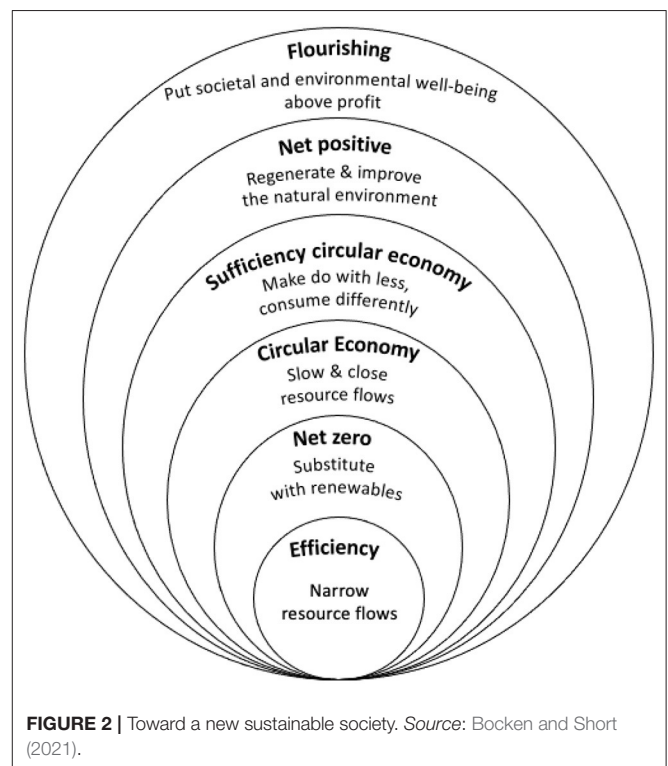 Flourishing
Put societal and environmental well-being
above profit
Net positive
Regenerate & improve
the natural environment
Sufficiency circular economy
Make do with less,
consume differently
Circular Economy
Slow & close
resource flows
Net zero
Substitute
with renewables
Efficiency
Narrow
resource flows
FIGURE 2 | Toward a new sustainable society. Source: Bocken and Short
(2021).